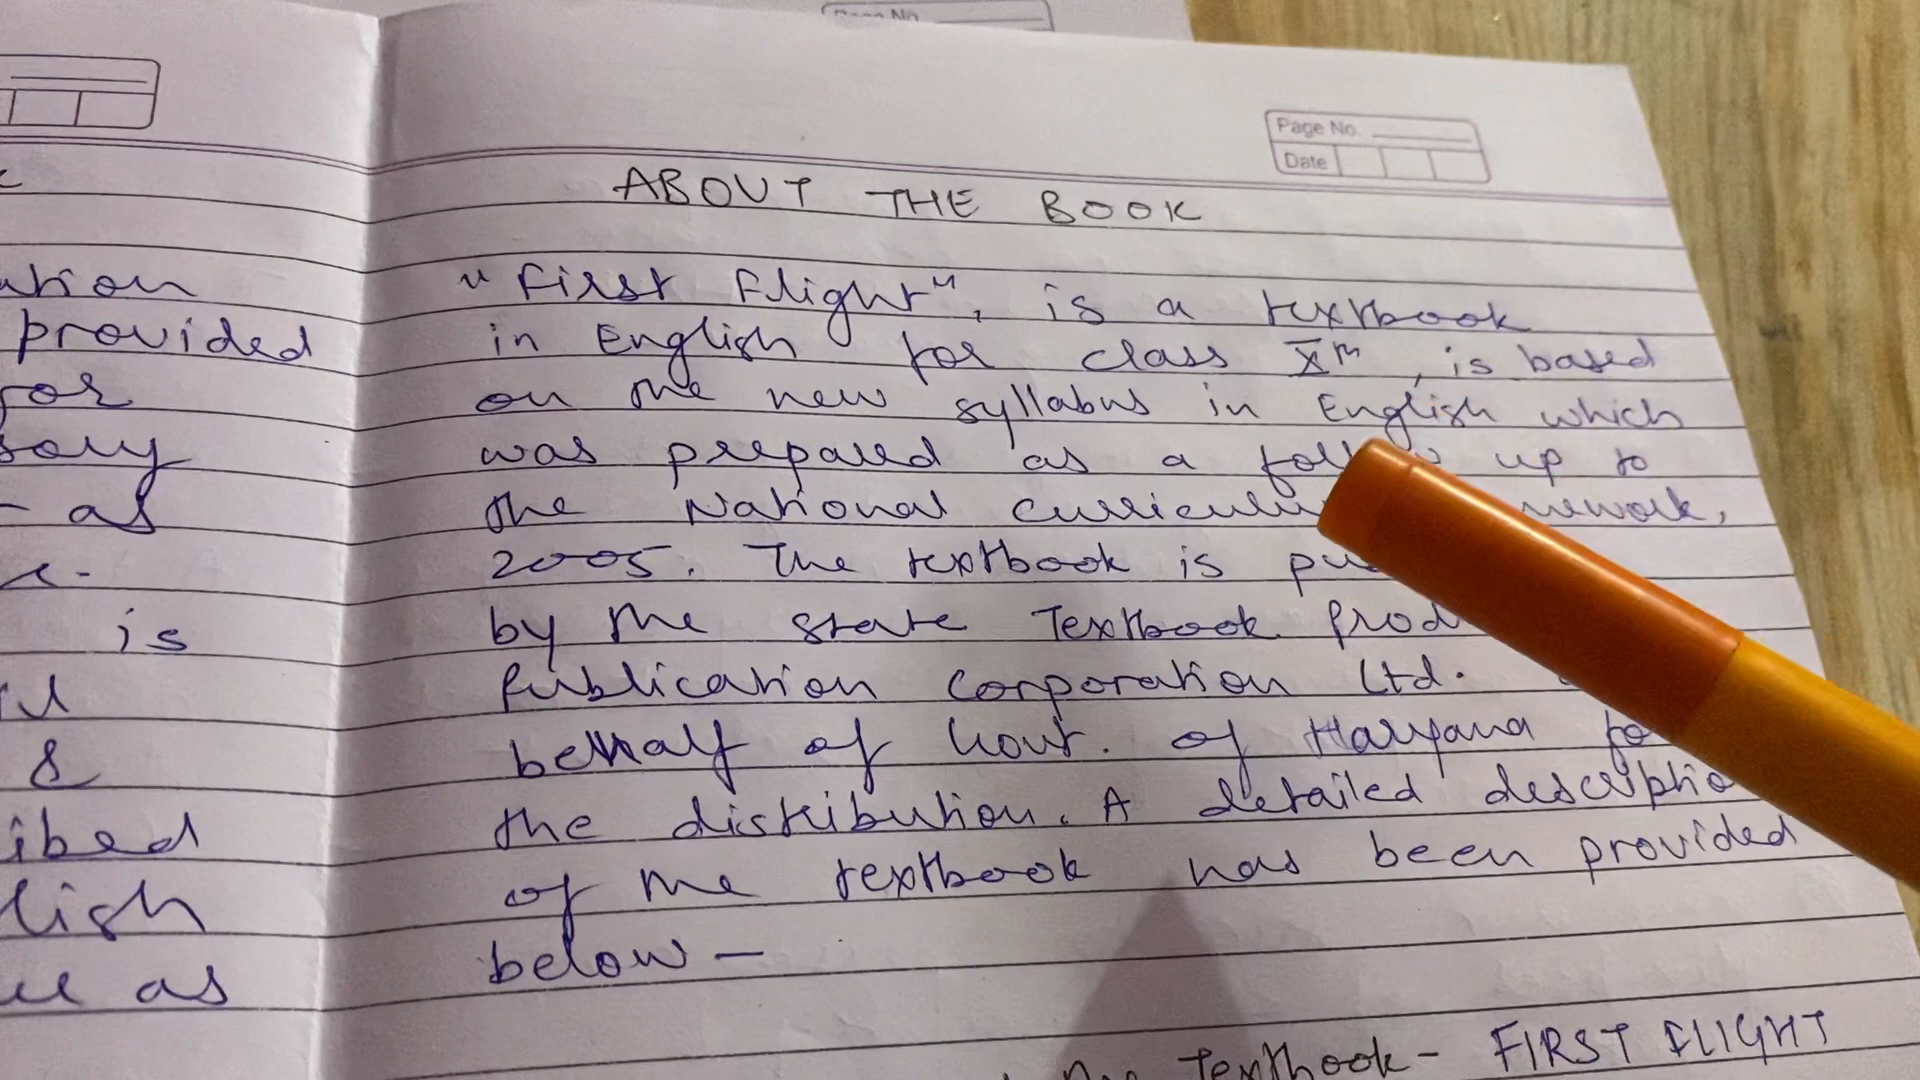 Page No.
Date
ABOUT THE BOOK
"First Flight", is a textbook
in English for class Xth, is based
on the new syllabus in English which
was prepared as a up to
the National
2005. The textbook is
by the State Textbook
Publication Corporation Ltd.
behalf of Govt. of Haryana
the distribution. A detailed
of the textbook has been provided
below —
Textbook - FIRST FLIGHT
provided
as
is
&
as